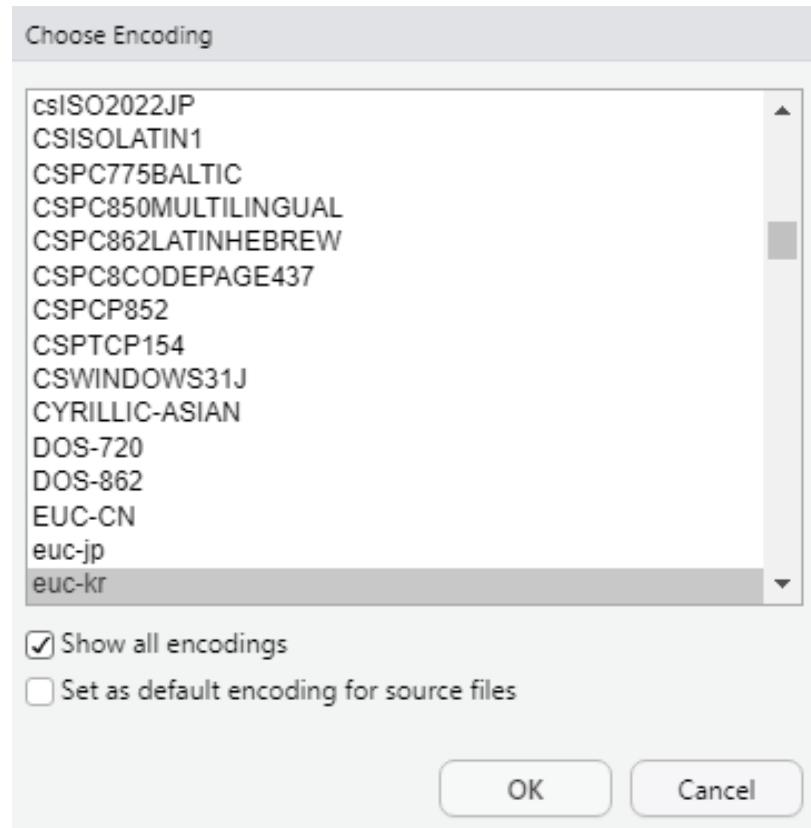 Choose Encoding
csISO2022JP
CSISOLATIN1
CSPC775BALTIC
CSPC850MULTILINGUAL
CSPC862LATINHEBREW
CSPC8CODEPAGE437
CSPCP852
CSPTCP154
CSWINDOWS31J
CYRILLIC-ASIAN
DOS-720
DOS-862
EUC-CN
euc-jp
euc-kr
Show all encodings
Set as default encoding for source files
OK Cancel